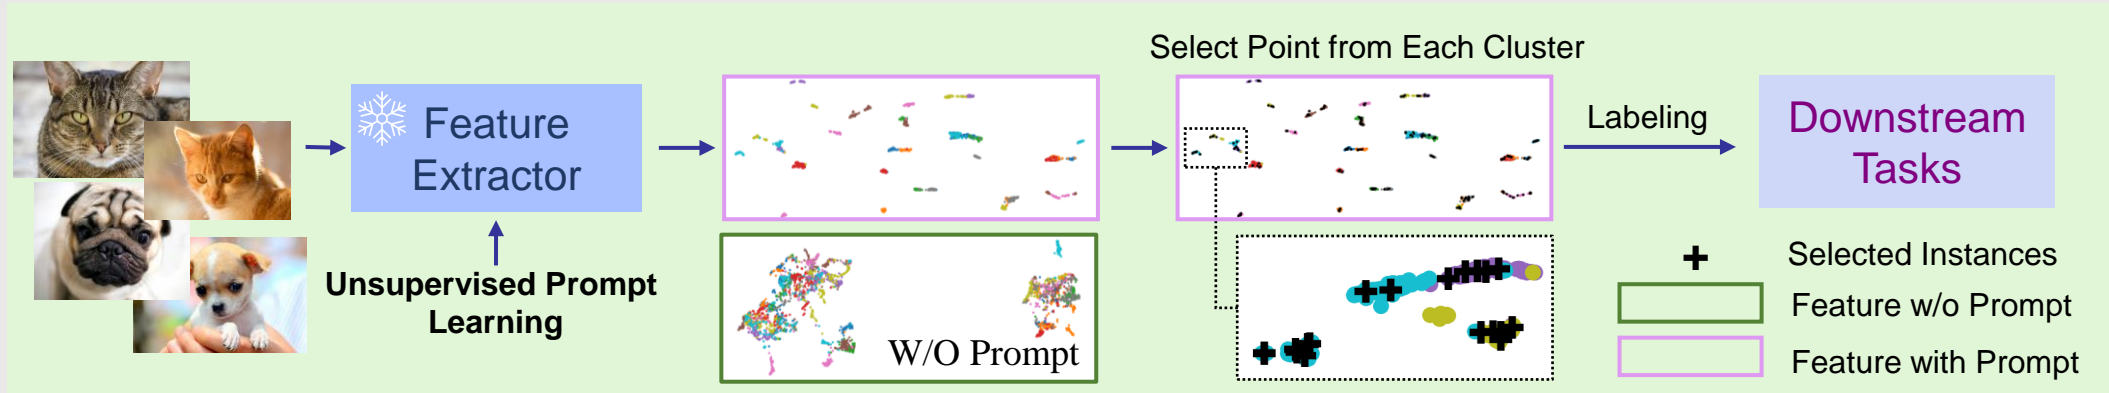 Select Point from Each Cluster
Feature
Extractor
Labeling
Downstream
Tasks
Unsupervised Prompt
Learning
W/O Prompt
Selected Instances
Feature w/o Prompt
Feature with Prompt